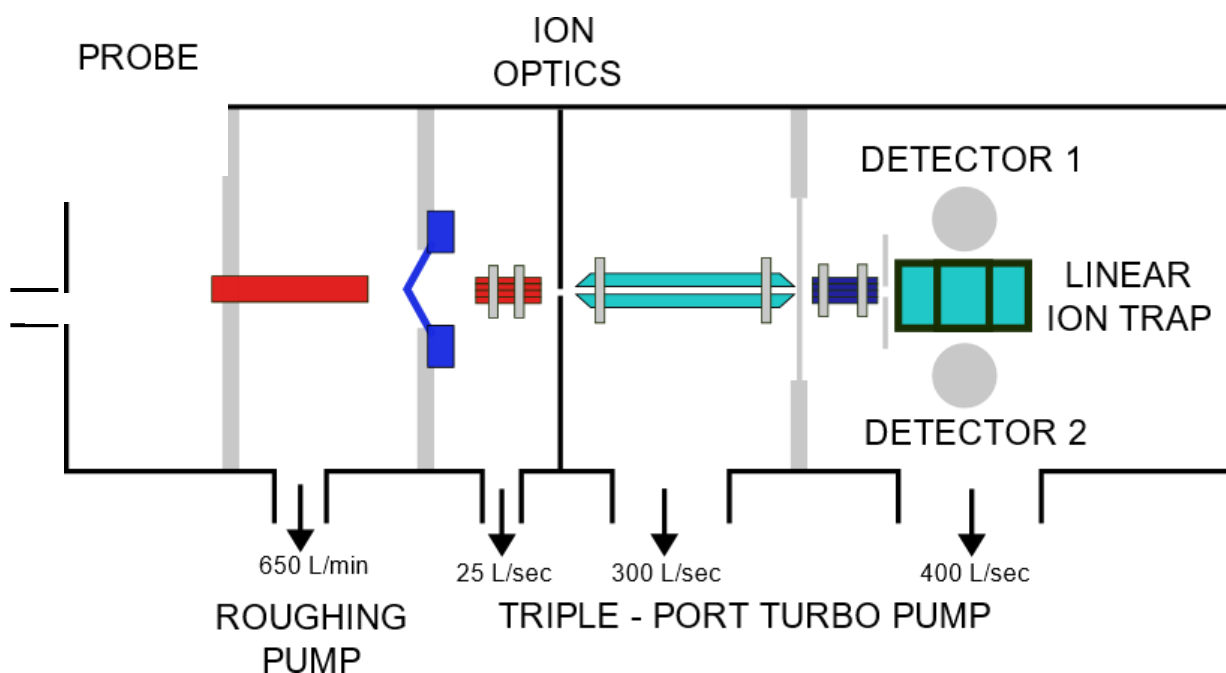 PROBE
ION
OPTICS
DETECTOR 1
LINEAR
ION TRAP
DETECTOR 2
650 L/min
25 L/sec
300 L/sec
400 L/sec
ROUGHING
PUMP
TRIPLE - PORT TURBO PUMP